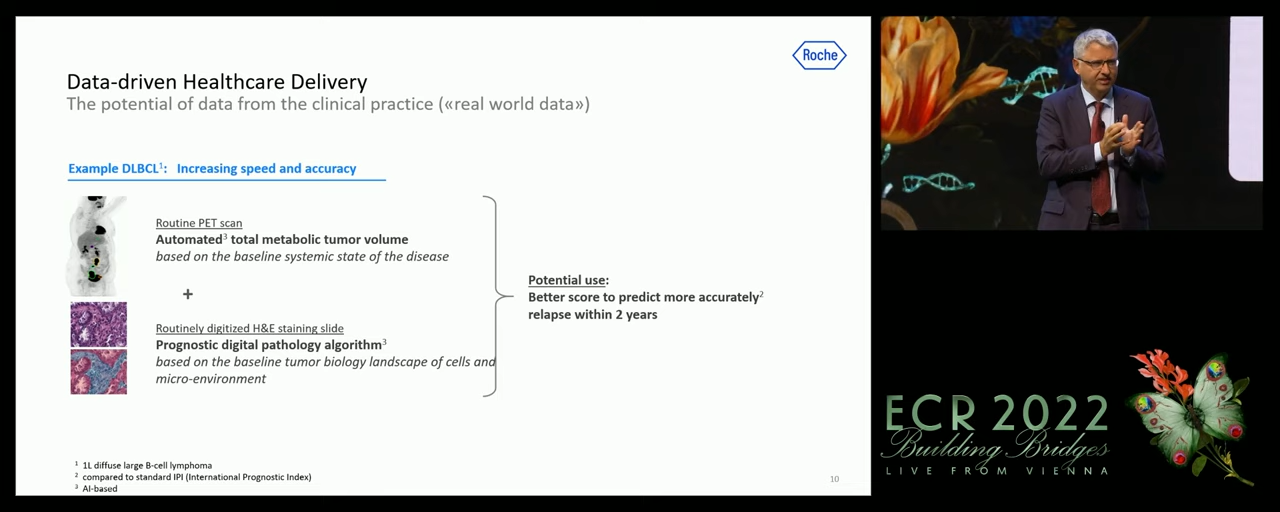 Roche
Data-driven Healthcare Delivery
The potential of data from the clinical practice («real world data»)
Example DLBCL¹: Increasing speed and accuracy
Routine PET scan
Automated³ total metabolic tumor volume
based on the baseline systemic state of the disease
+
Routinely digitized H&E staining slide
Prognostic digital pathology algorithm³
based on the baseline tumor biology landscape of cells and
micro-environment
Potential use:
Better score to predict more accurately²
relapse within 2 years
¹ 1L diffuse large B-cell lymphoma
² compared to standard IPI (International Prognostic Index)
³ AI-based
10
ECR 2022
Building Bridges
LIVE FROM VIENNA